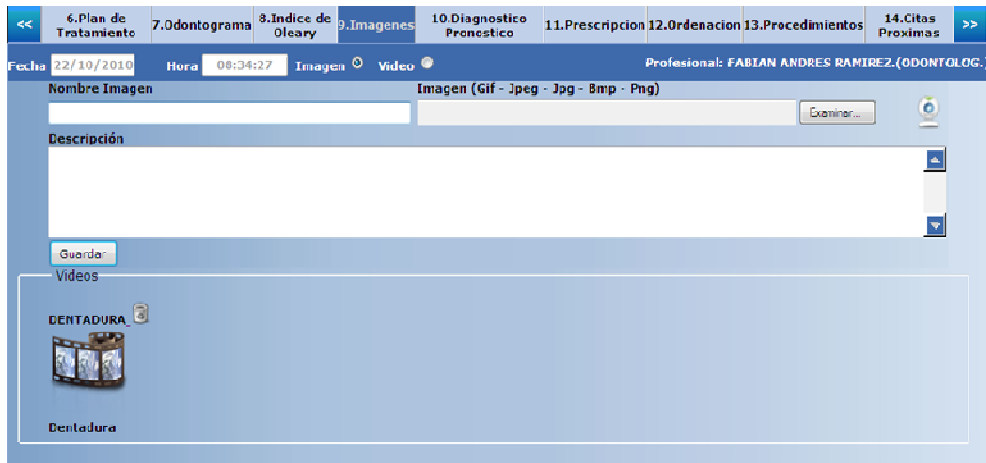 << 6.Plan de Tratamiento 7.Odontograma 8.Indice de Oleary 9.Imagenes 10.Diagnostico Pronostico 11.Prescripcion 12.Ordenacion 13.Procedimientos 14.Citas Proximas >>
Fecha 22/10/2010 Hora 08:34:27 Imagen Video Profesional: FABIAN ANDRES RAMIREZ.(ODONTOLOG.)
Nombre Imagen Imagen (Gif - Jpeg - Jpg - Bmp - Png)
Examinar...
Descripción
Guardar
Videos
DENTADURA_
Dentadura